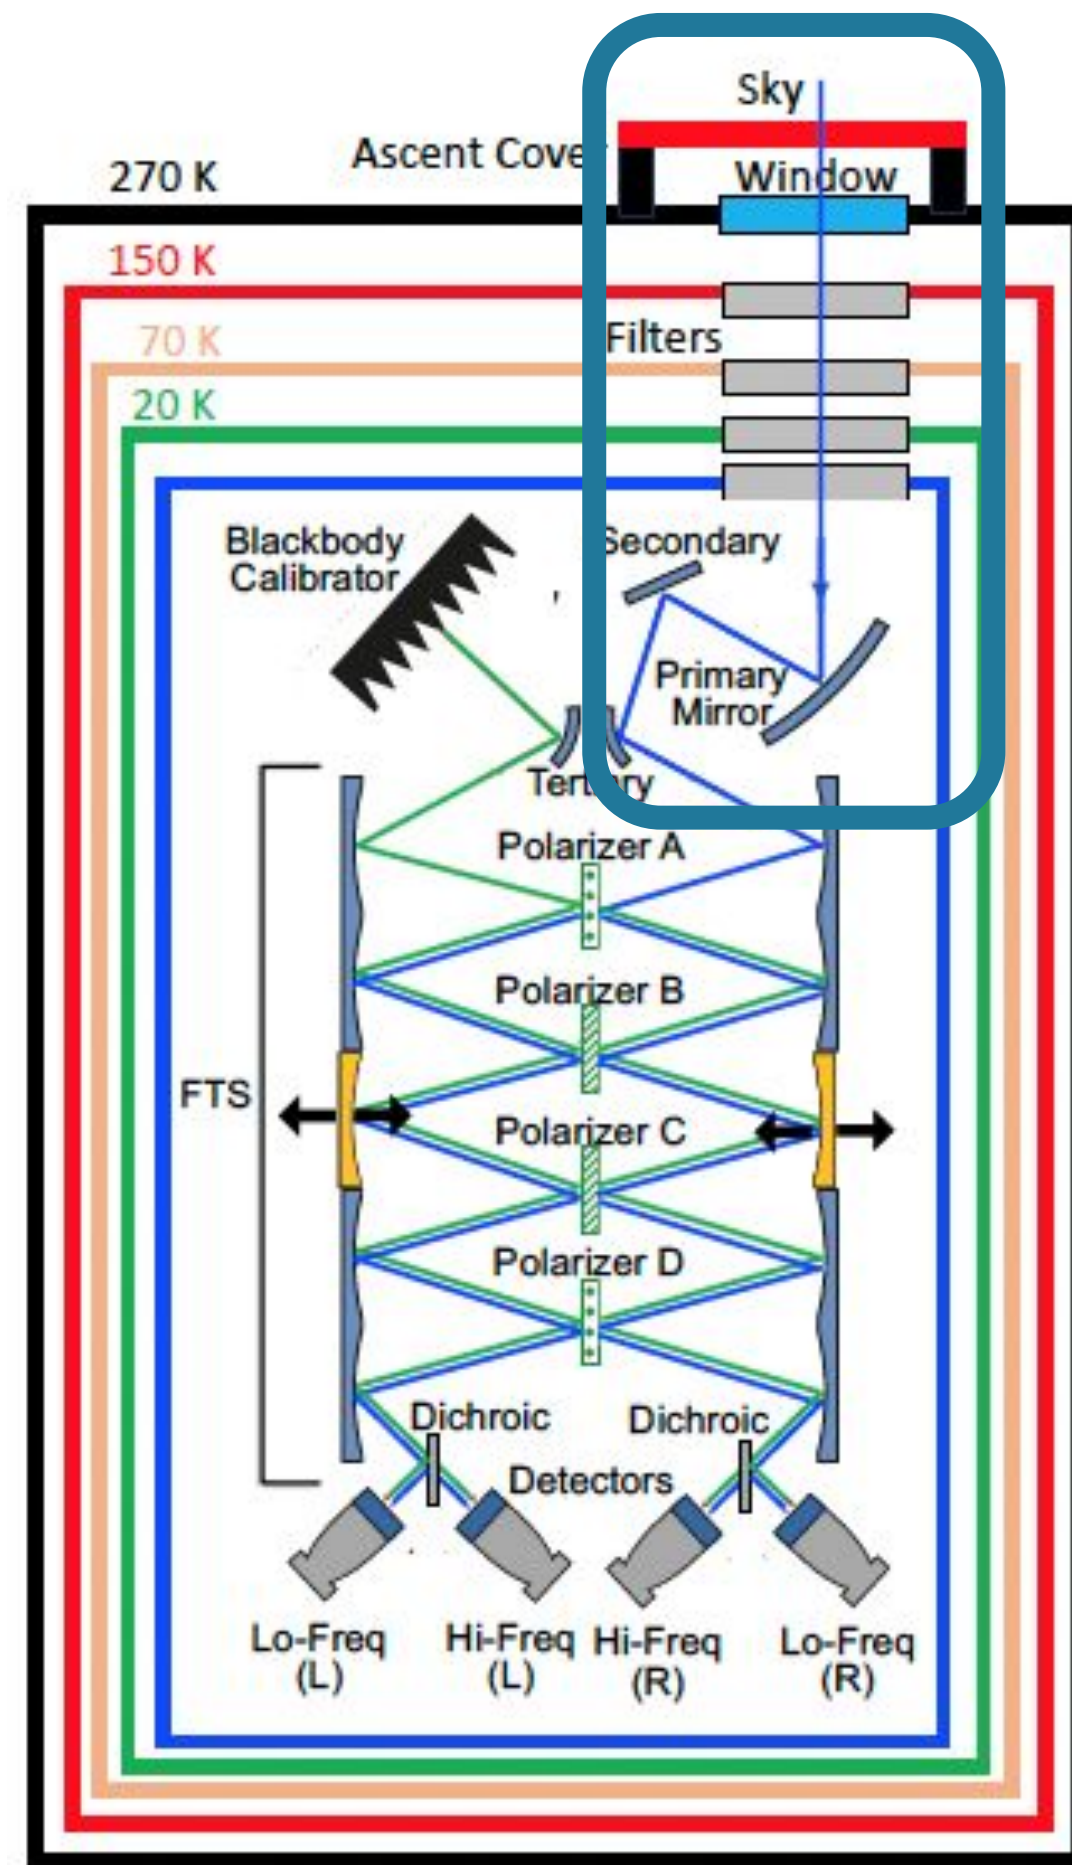 Sky
Ascent Cove
Window
270 K
150 K
Filters
70 K
20 K
Blackbody
Calibrator
Secondary
Primary
Mirror
Tertiary
Polarizer A
Polarizer B
FTS
Polarizer C
Polarizer D
Dichroic
Dichroic
Detectors
Lo-Freq
(L)
Hi-Freq
(L)
Hi-Freq
(R)
Lo-Freq
(R)